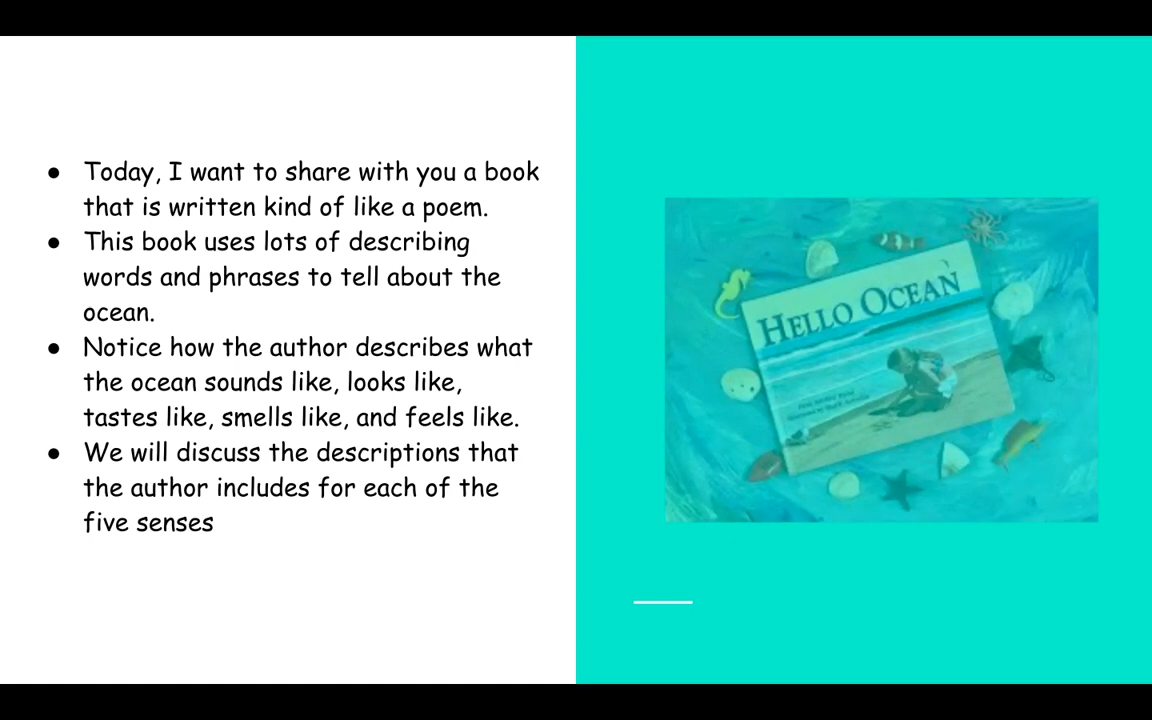 ● Today, I want to share with you a book
that is written kind of like a poem.
● This book uses lots of describing
words and phrases to tell about the
ocean.
● Notice how the author describes what
the ocean sounds like, looks like,
tastes like, smells like, and feels like.
● We will discuss the descriptions that
the author includes for each of the
five senses
HELLO OCEAN